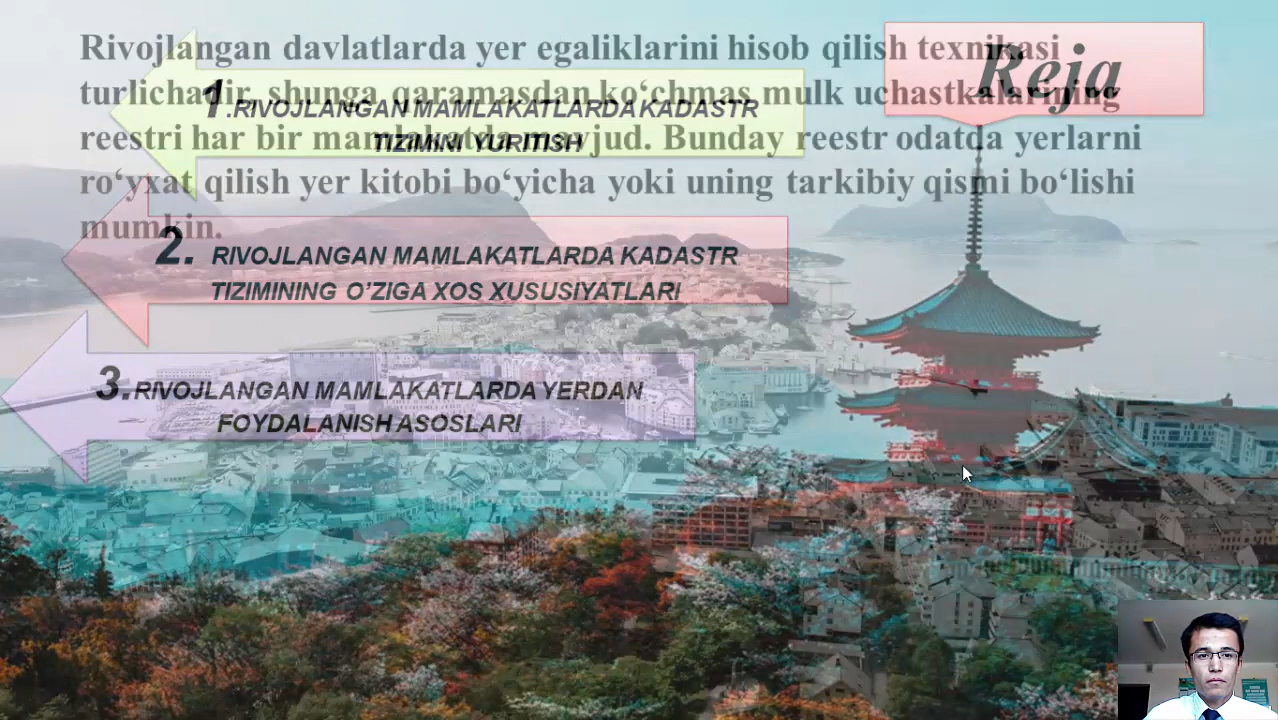 Rivojlangan davlatlarda yer egaliklarini hisob qilish texnikasi
turlichadir, shunga qaramasdan ko‘chmas mulk uchastkalarining
reestri har bir mamlakatda mavjud. Bunday reestr odatda yerlarni
ro‘yxat qilish yer kitobi bo‘yicha yoki uning tarkibiy qismi bo‘lishi
mumkin.
Reja
1.RIVOJLANGAN MAMLAKATLARDA KADASTR
TIZIMINI YURITISH
2. RIVOJLANGAN MAMLAKATLARDA KADASTR
TIZIMINING O’ZIGA XOS XUSUSIYATLARI
3.RIVOJLANGAN MAMLAKATLARDA YERDAN
FOYDALANISH ASOSLARI